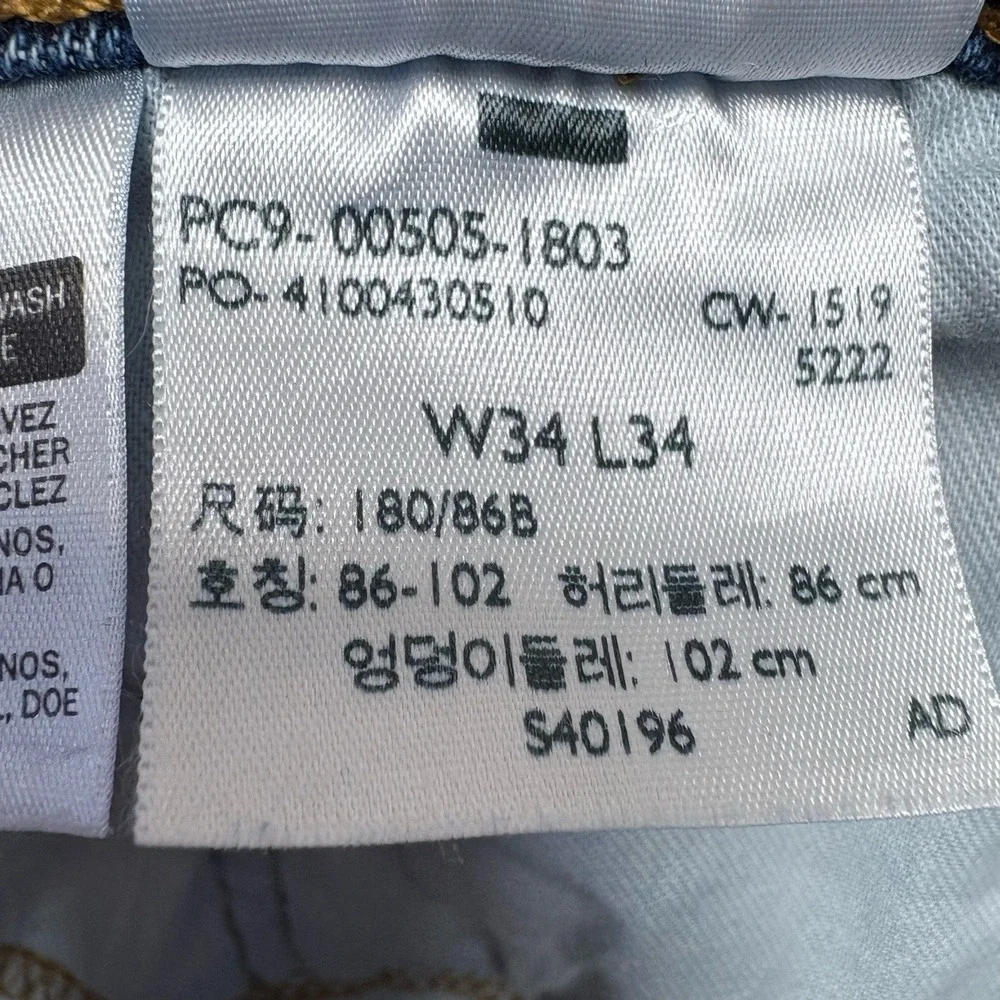 WASH
E
VEZ
CHER
CLEZ
NOS,
IA O
NOS,
, DOE
PC9-00505-1803
PO-4100430510 CW-1519
5222
W34 L34
尺码: 180/86B
호칭: 86-102 허리둘레: 86 cm
엉덩이둘레: 102 cm
S40196 AD